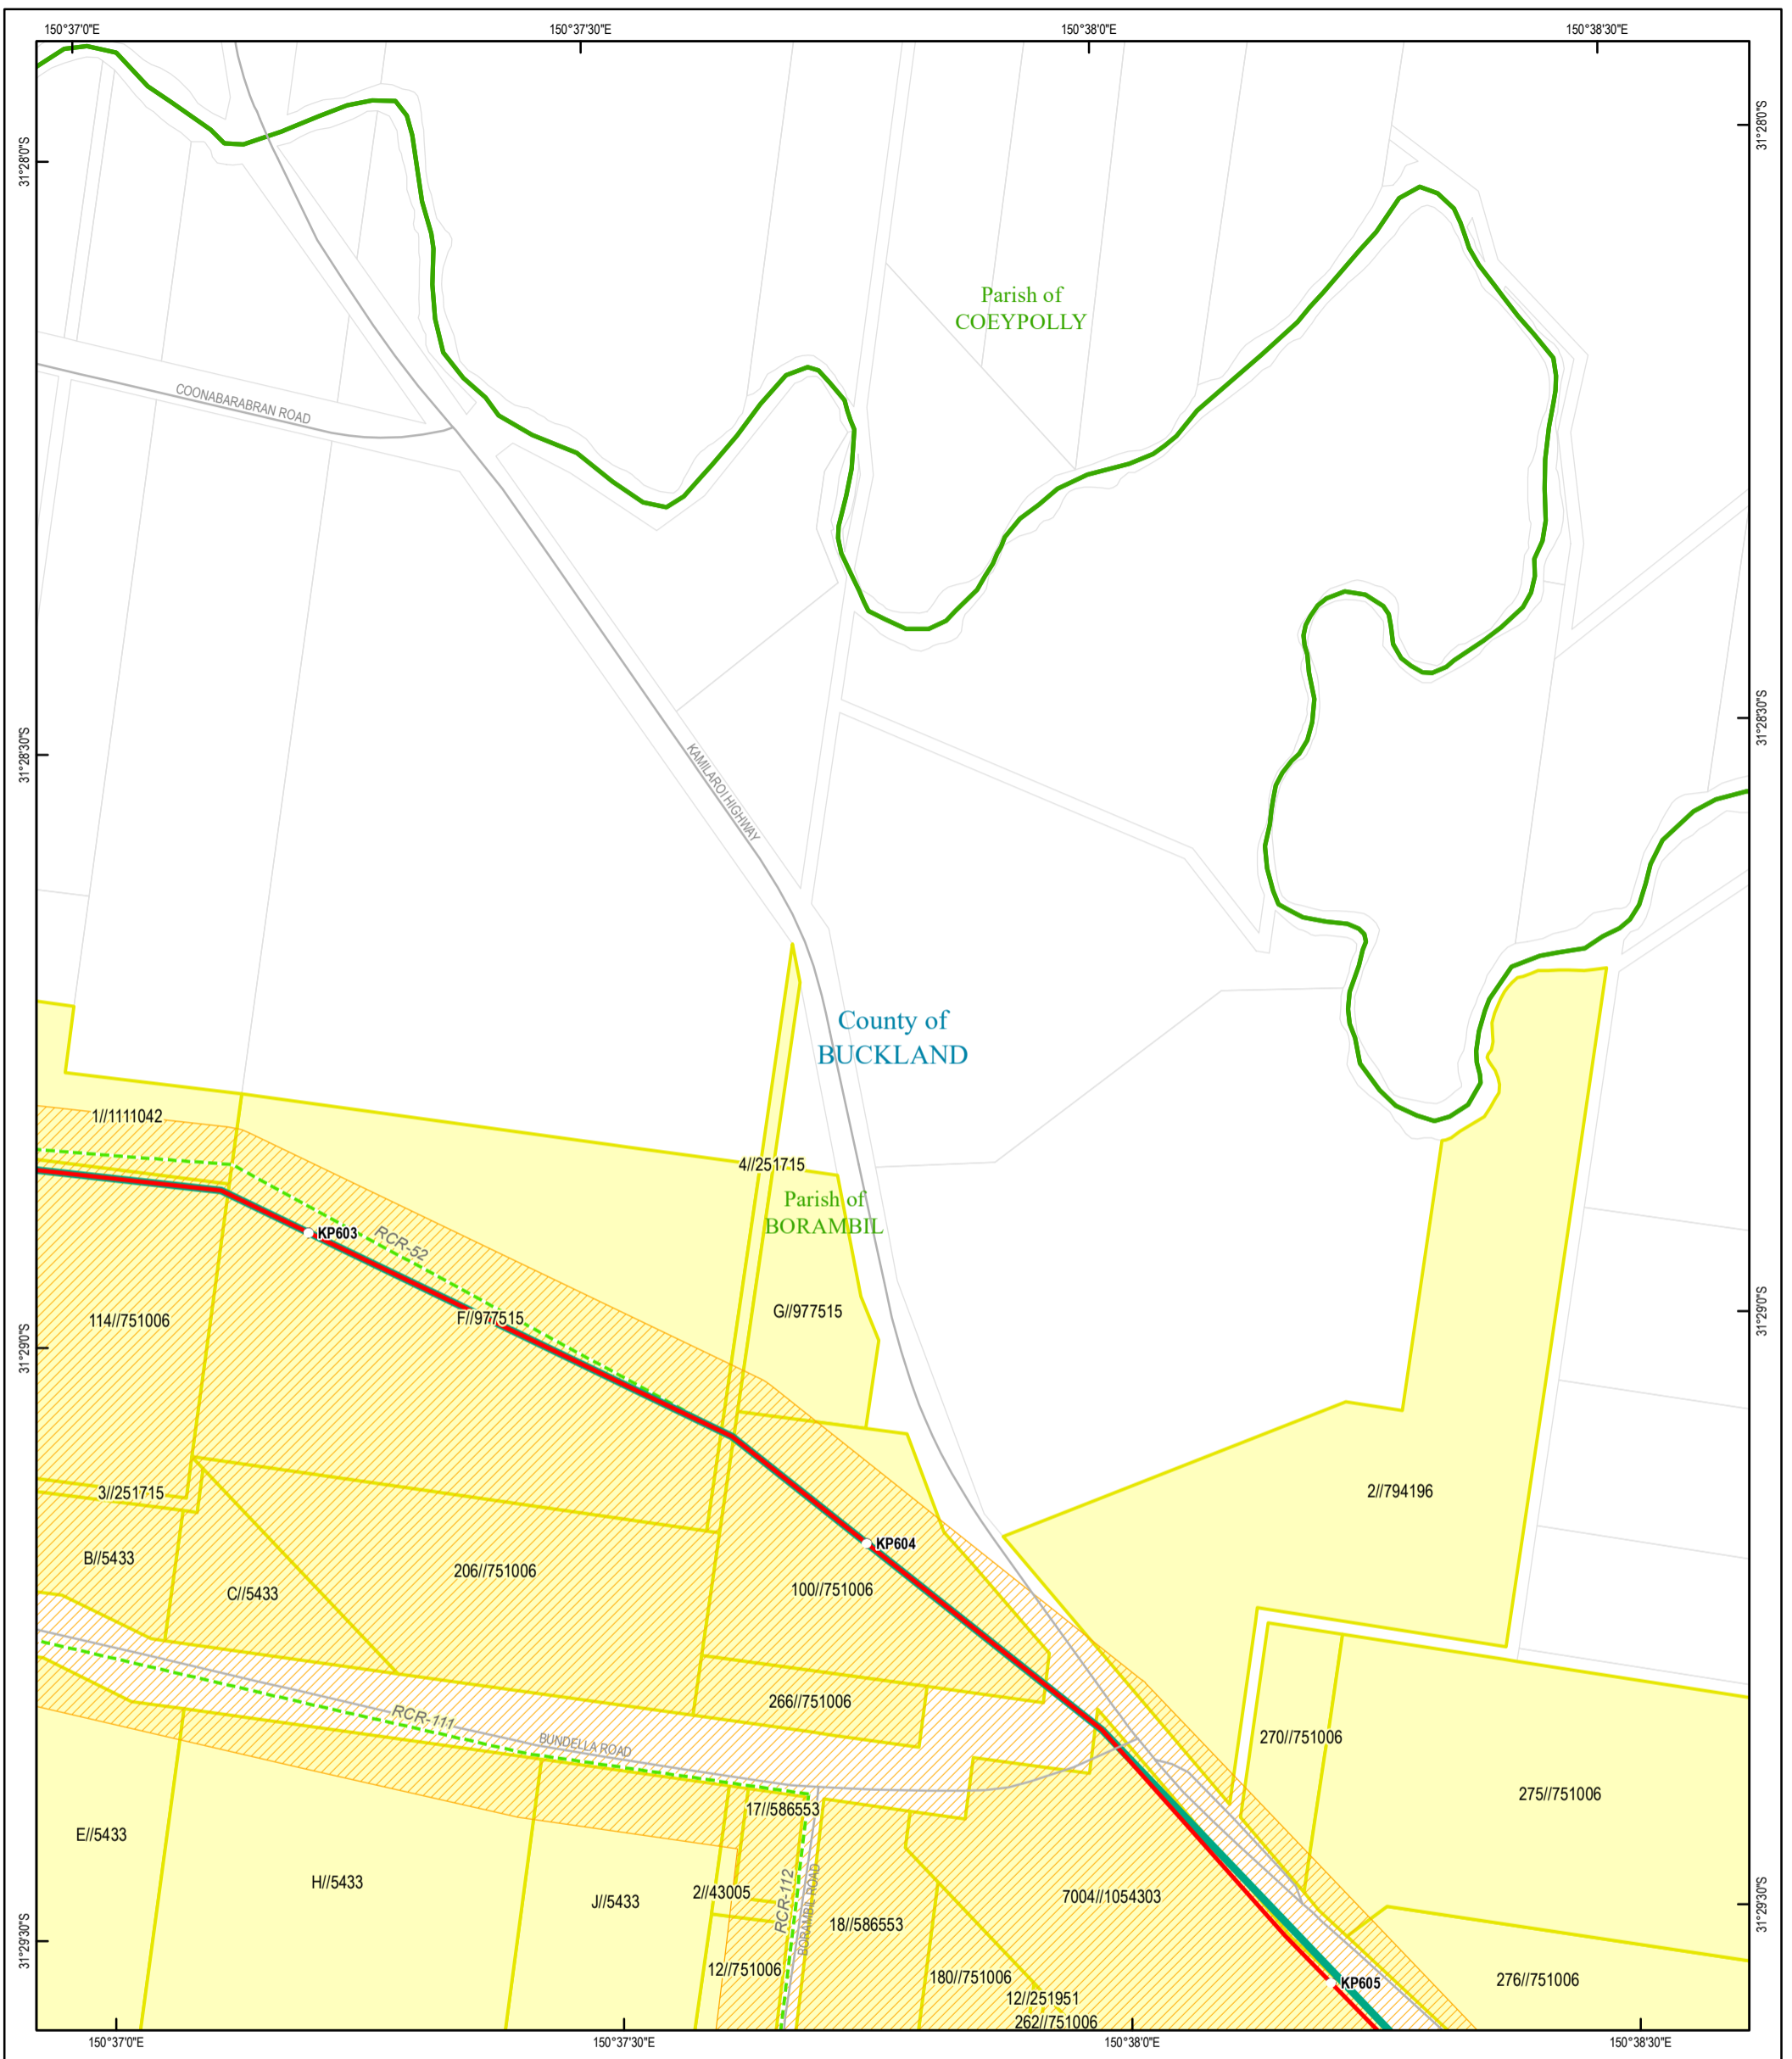 150°37'0"E
150°37'30"E
150°38'0"E
150°38'30"E
31°28'0"S
31°28'0"S
Parish of
COEYPOLLY
COONABARABRAN ROAD
31°28'30"S
31°28'30"S
KAMILAROI HIGHWAY
County of
BUCKLAND
1//1111042
4//251715
Parish of
BORAMBIL
KP603
RCR-52
G//977515
F//977515
114//751006
31°29'0"S
31°29'0"S
3//251715
2//794196
KP604
B//5433
206//751006
100//751006
C//5433
266//751006
RCR-111
BUNDELLA ROAD
270//751006
275//751006
17//586553
E//5433
H//5433
2//43005
J//5433
RCR-112
BORAMBIL ROAD
7004//1054303
18//586553
31°29'30"S
31°29'30"S
12//751006
180//751006
KP605
276//751006
12//251951
262//751006
150°37'0"E
150°37'30"E
150°38'0"E
150°38'30"E